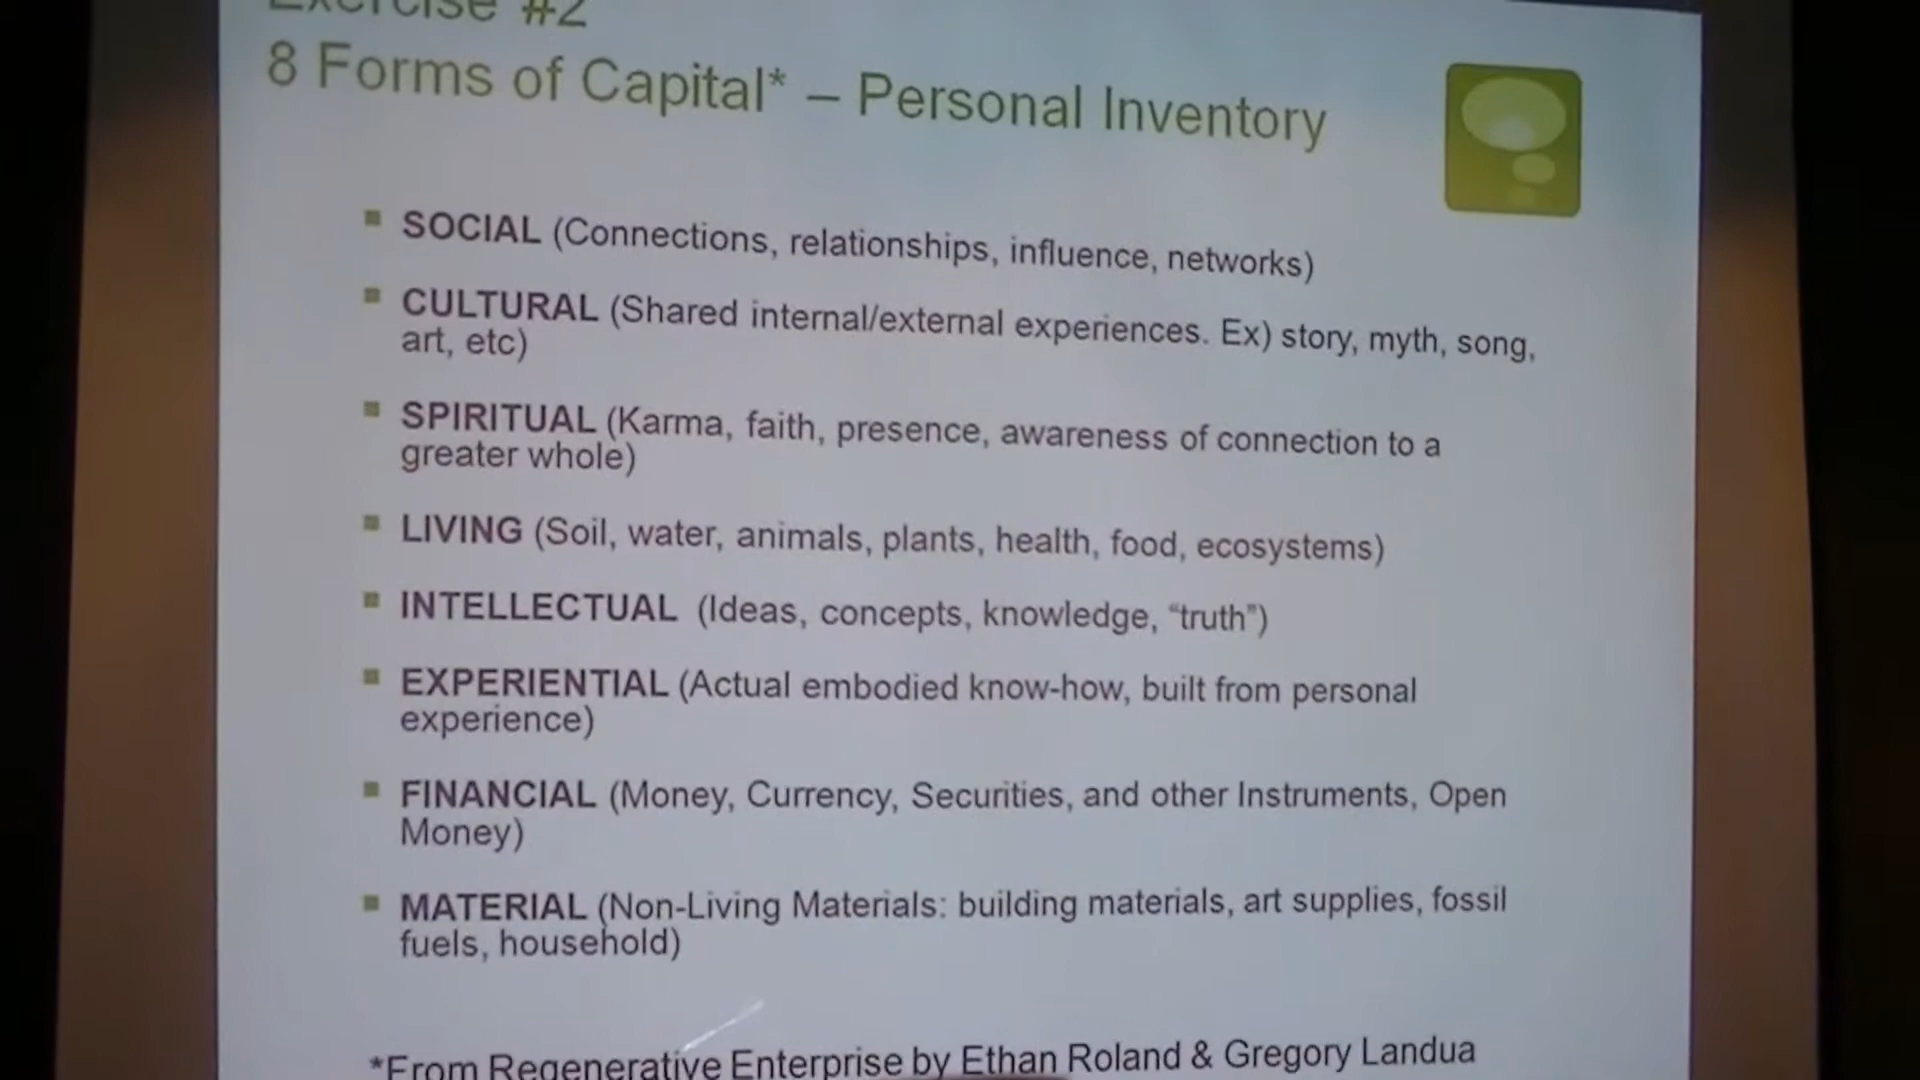 Exercise #2
8 Forms of Capital* – Personal Inventory
SOCIAL (Connections, relationships, influence, networks)
CULTURAL (Shared internal/external experiences. Ex) story, myth, song,
art, etc)
SPIRITUAL (Karma, faith, presence, awareness of connection to a
greater whole)
LIVING (Soil, water, animals, plants, health, food, ecosystems)
INTELLECTUAL (Ideas, concepts, knowledge, “truth”)
EXPERIENTIAL (Actual embodied know-how, built from personal
experience)
FINANCIAL (Money, Currency, Securities, and other Instruments, Open
Money)
MATERIAL (Non-Living Materials: building materials, art supplies, fossil
fuels, household)
*From Regenerative Enterprise by Ethan Roland & Gregory Landua